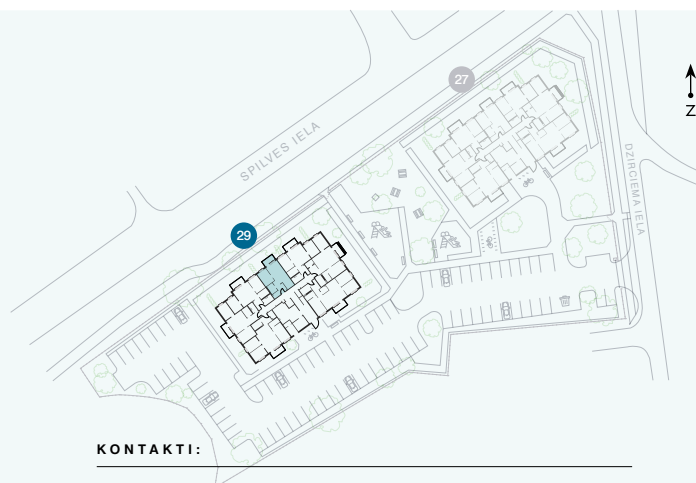 27
Z
SPILVES IELA
DZIRCIEMA IELA
29
KONTAKTI: